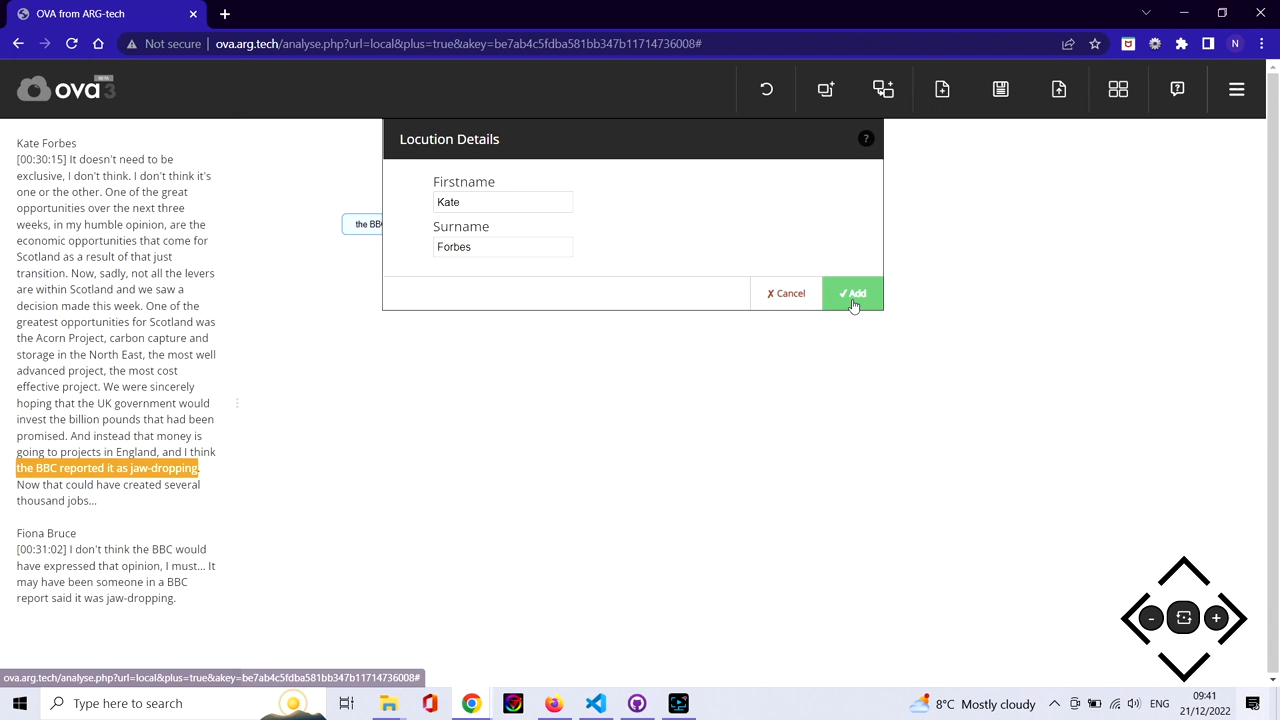 OVA from ARG-tech
Not secure
ova.arg.tech/analyse.php?url=local&plus=true&akey=be7ab4c5fdba581bb347b11714736008#
N
ova3
BETA
Kate Forbes
[00:30:15] It doesn't need to be
exclusive, I don't think. I don't think it's
one or the other. One of the great
opportunities over the next three
weeks, in my humble opinion, are the
economic opportunities that come for
Scotland as a result of that just
transition. Now, sadly, not all the levers
are within Scotland and we saw a
decision made this week. One of the
greatest opportunities for Scotland was
the Acorn Project, carbon capture and
storage in the North East, the most well
advanced project, the most cost
effective project. We were sincerely
hoping that the UK government would
invest the billion pounds that had been
promised. And instead that money is
going to projects in England, and I think
the BBC reported it as jaw-dropping.
Now that could have created several
thousand jobs...
Fiona Bruce
[00:31:02] I don't think the BBC would
have expressed that opinion, I must... It
may have been someone in a BBC
report said it was jaw-dropping.
the BBC
Locution Details
?
Firstname
Kate
Surname
Forbes
✗ Cancel
✓ Add
- +
ova.arg.tech/analyse.php?url=local&plus=true&akey=be7ab4c5fdba581bb347b11714736008#
Type here to search
8°C Mostly cloudy
ENG
09:41
21/12/2022